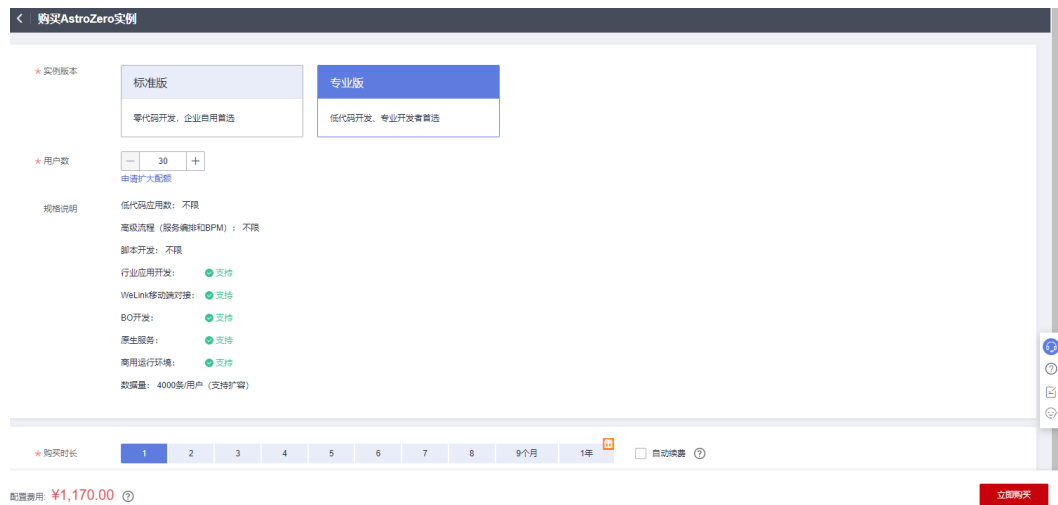 购买AstroZero实例
* 实例版本
标准版
零代码开发，企业自用首选
专业版
低代码开发、专业开发者首选
* 用户数
30
申请扩大配额
规格说明
低代码应用数： 不限
高级流程（服务编排和BPM）： 不限
脚本开发： 不限
行业应用开发： 支持
WeLink移动端对接： 支持
BO开发： 支持
原生服务： 支持
商用运行环境： 支持
数据量： 4000条/用户（支持扩容）
* 购买时长
1 2 3 4 5 6 7 8 9个月 1年
自动续费
配置费用: ¥1,170.00
立即购买